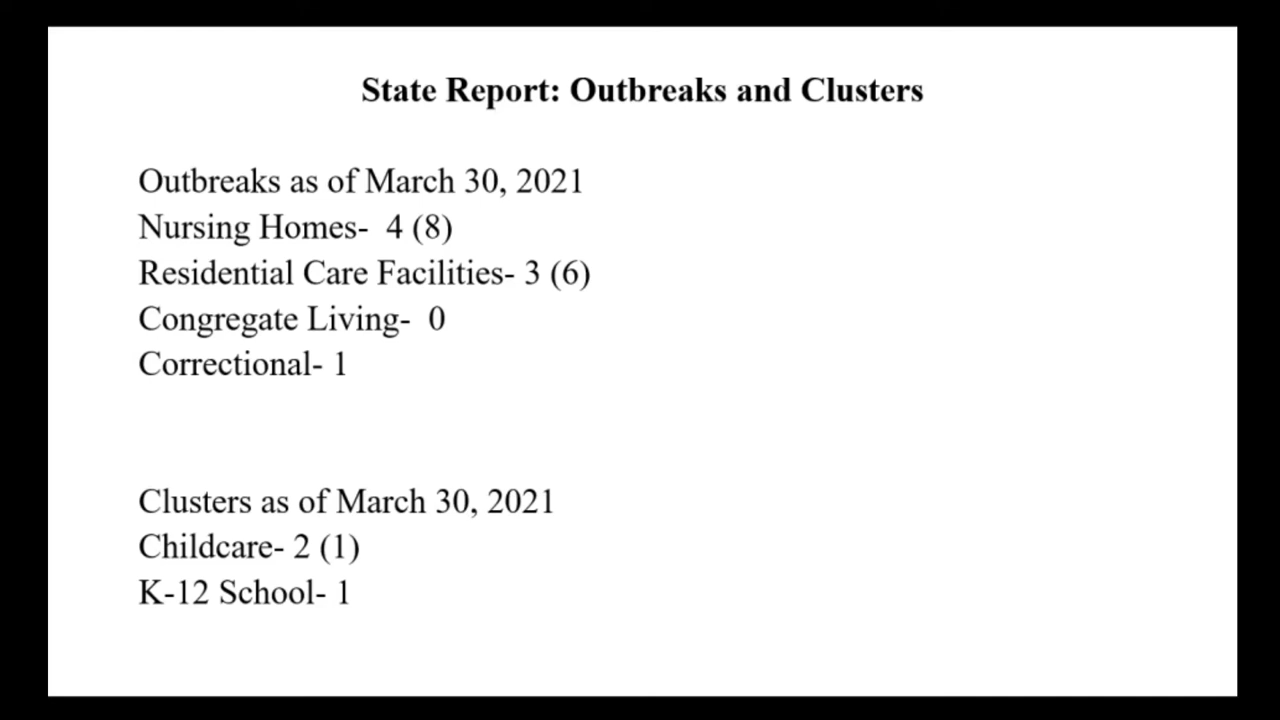 State Report: Outbreaks and Clusters
Outbreaks as of March 30, 2021
Nursing Homes-  4 (8)
Residential Care Facilities- 3 (6)
Congregate Living-  0
Correctional- 1
Clusters as of March 30, 2021
Childcare- 2 (1)
K-12 School- 1